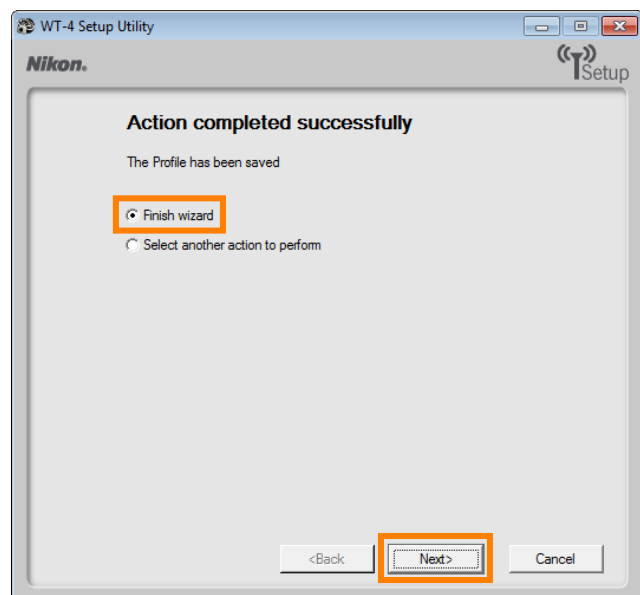 WT-4 Setup Utility
Nikon.
Setup
Action completed successfully
The Profile has been saved
Finish wizard
Select another action to perform
<Back Next> Cancel